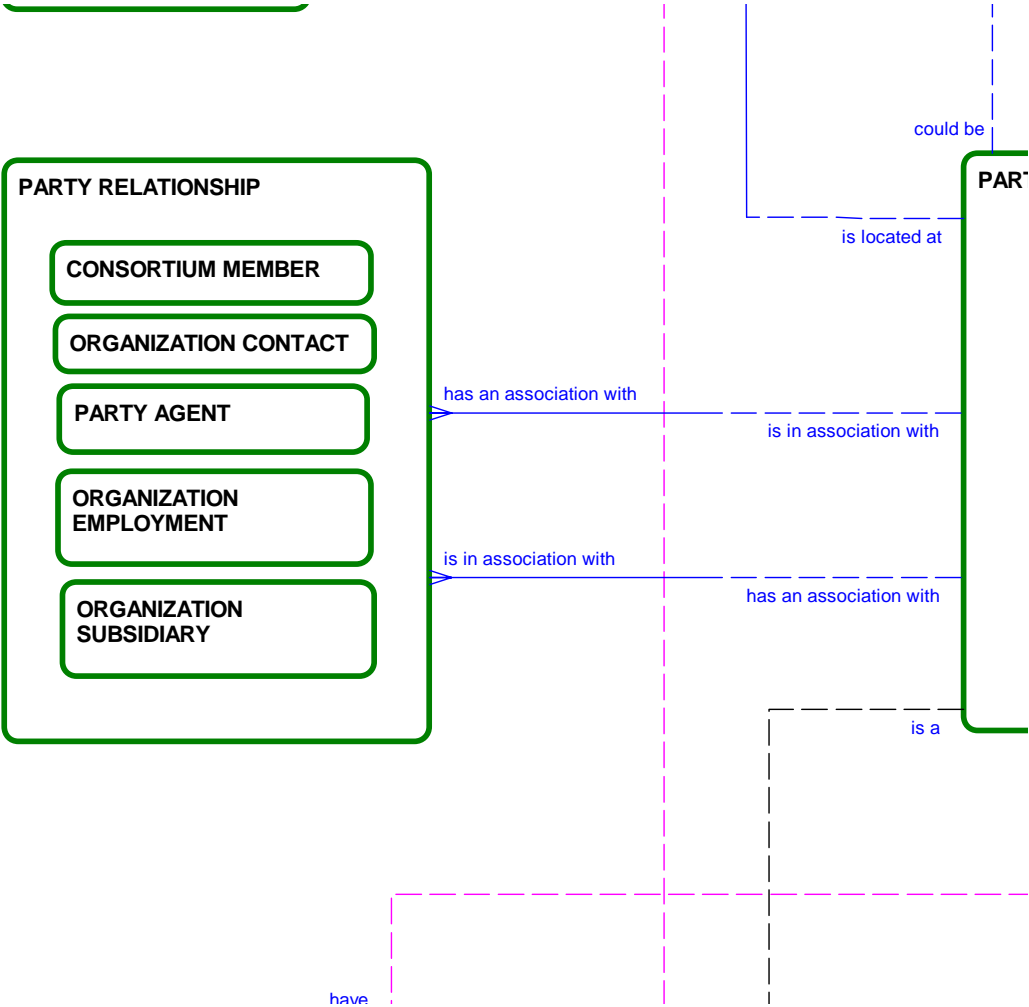 could be
PARTY RELATIONSHIP
PART
is located at
CONSORTIUM MEMBER
ORGANIZATION CONTACT
PARTY AGENT
has an association with
is in association with
ORGANIZATION
EMPLOYMENT
is in association with
has an association with
ORGANIZATION
SUBSIDIARY
is a
have